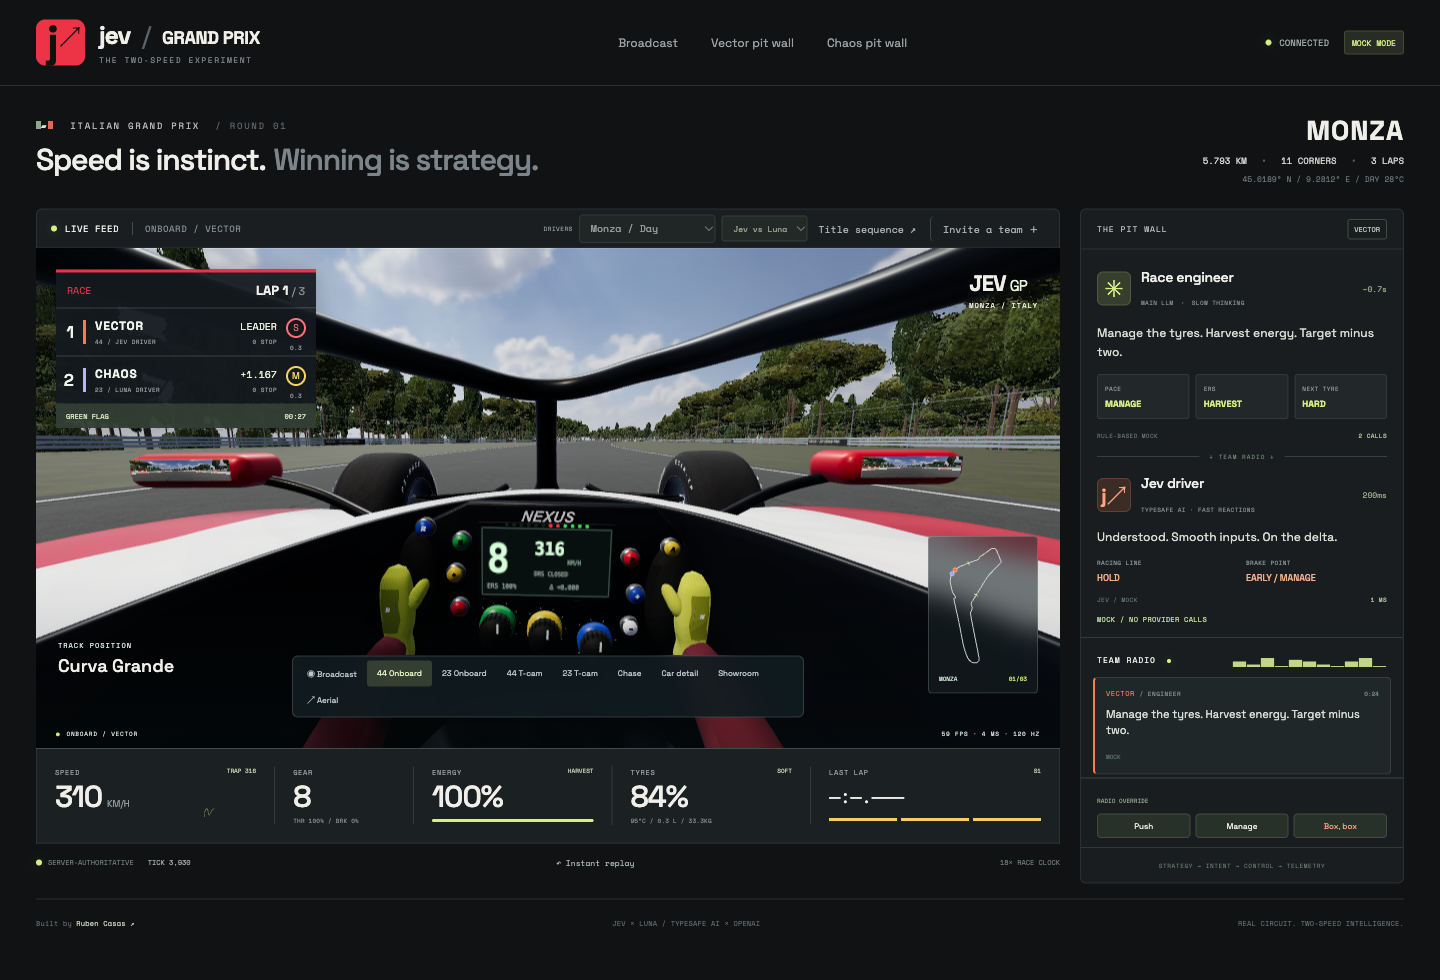 jev / GRAND PRIX
THE TWO-SPEED EXPERIMENT
Broadcast
Vector pit wall
Chaos pit wall
CONNECTED
MOCK MODE
ITALIAN GRAND PRIX / ROUND 01
Speed is instinct. Winning is strategy.
MONZA
5.793 KM · 11 CORNERS · 3 LAPS
45.6189° N / 9.2812° E / DRY 28°C
LIVE FEED
ONBOARD / VECTOR
DRIVERS
Monza / Day
Jev vs Luna
Title sequence ↗
Invite a team +
RACE
LAP 1 / 3
1 VECTOR LEADER S
44 / JEV DRIVER 0 STOP 0.3
2 CHAOS +1.167 M
23 / LUNA DRIVER 0 STOP 0.3
GREEN FLAG 00:27
JEV GP
MONZA / ITALY
NEXUS
8
316
KM/H
DRS CLOSED
ERS 100% Δ +0.000
TRACK POSITION
Curva Grande
Broadcast
44 Onboard
23 Onboard
44 T-cam
23 T-cam
Chase
Car detail
Showroom
Aerial
MONZA 01/03
ONBOARD / VECTOR
59 FPS · 4 MS · 120 HZ
SPEED TRAP 316
310 KM/H
GEAR
8
THR 100% / BRK 0%
ENERGY HARVEST
100%
TYRES SOFT
84%
95°C / 0.3 L / 33.3KG
LAST LAP S1
—:—.———
SERVER-AUTHORITATIVE TICK 3,930
↶ Instant replay
18× RACE CLOCK
THE PIT WALL
VECTOR
Race engineer
MAIN LLM · SLOW THINKING
~0.7s
Manage the tyres. Harvest energy. Target minus
two.
PACE
MANAGE
ERS
HARVEST
NEXT TYRE
HARD
RULE-BASED MOCK 2 CALLS
↓ TEAM RADIO ↓
Jev driver
TYPESAFE AI · FAST REACTIONS
200ms
Understood. Smooth inputs. On the delta.
RACING LINE
HOLD
BRAKE POINT
EARLY / MANAGE
JEV / MOCK 1 MS
MOCK / NO PROVIDER CALLS
TEAM RADIO
VECTOR / ENGINEER 0:24
Manage the tyres. Harvest energy. Target minus
two.
MOCK
RADIO OVERRIDE
Push
Manage
Box, box
STRATEGY → INTENT → CONTROL → TELEMETRY
Built by Ruben Casas ↗
JEV × LUNA / TYPESAFE AI × OPENAI
REAL CIRCUIT. TWO-SPEED INTELLIGENCE.